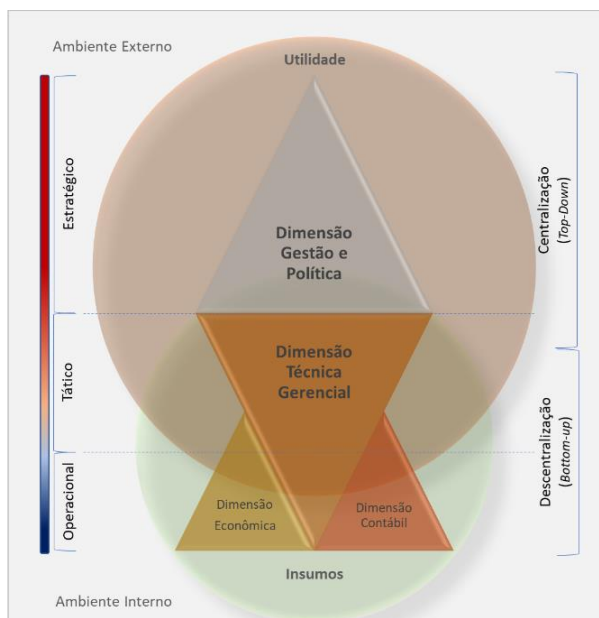 Ambiente Externo
Utilidade
Estratégico
Centralização
(Top-Down)
Dimensão
Gestão e
Política
Tático
Dimensão
Técnica
Gerencial
Descentralização
(Bottom-up)
Operacional
Dimensão
Econômica
Dimensão
Contábil
Insumos
Ambiente Interno